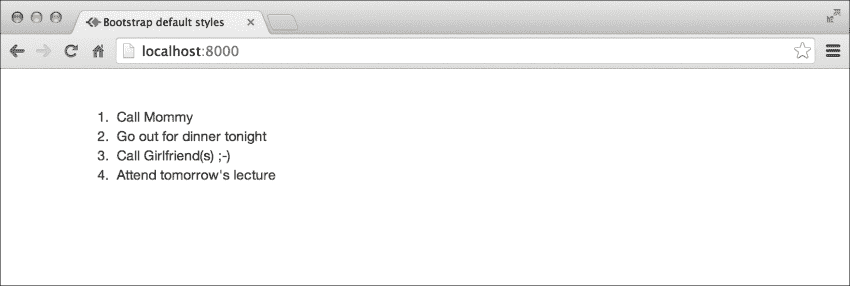 Bootstrap default styles
localhost:8000
1. Call Mommy
2. Go out for dinner tonight
3. Call Girlfriend(s) ;-)
4. Attend tomorrow's lecture